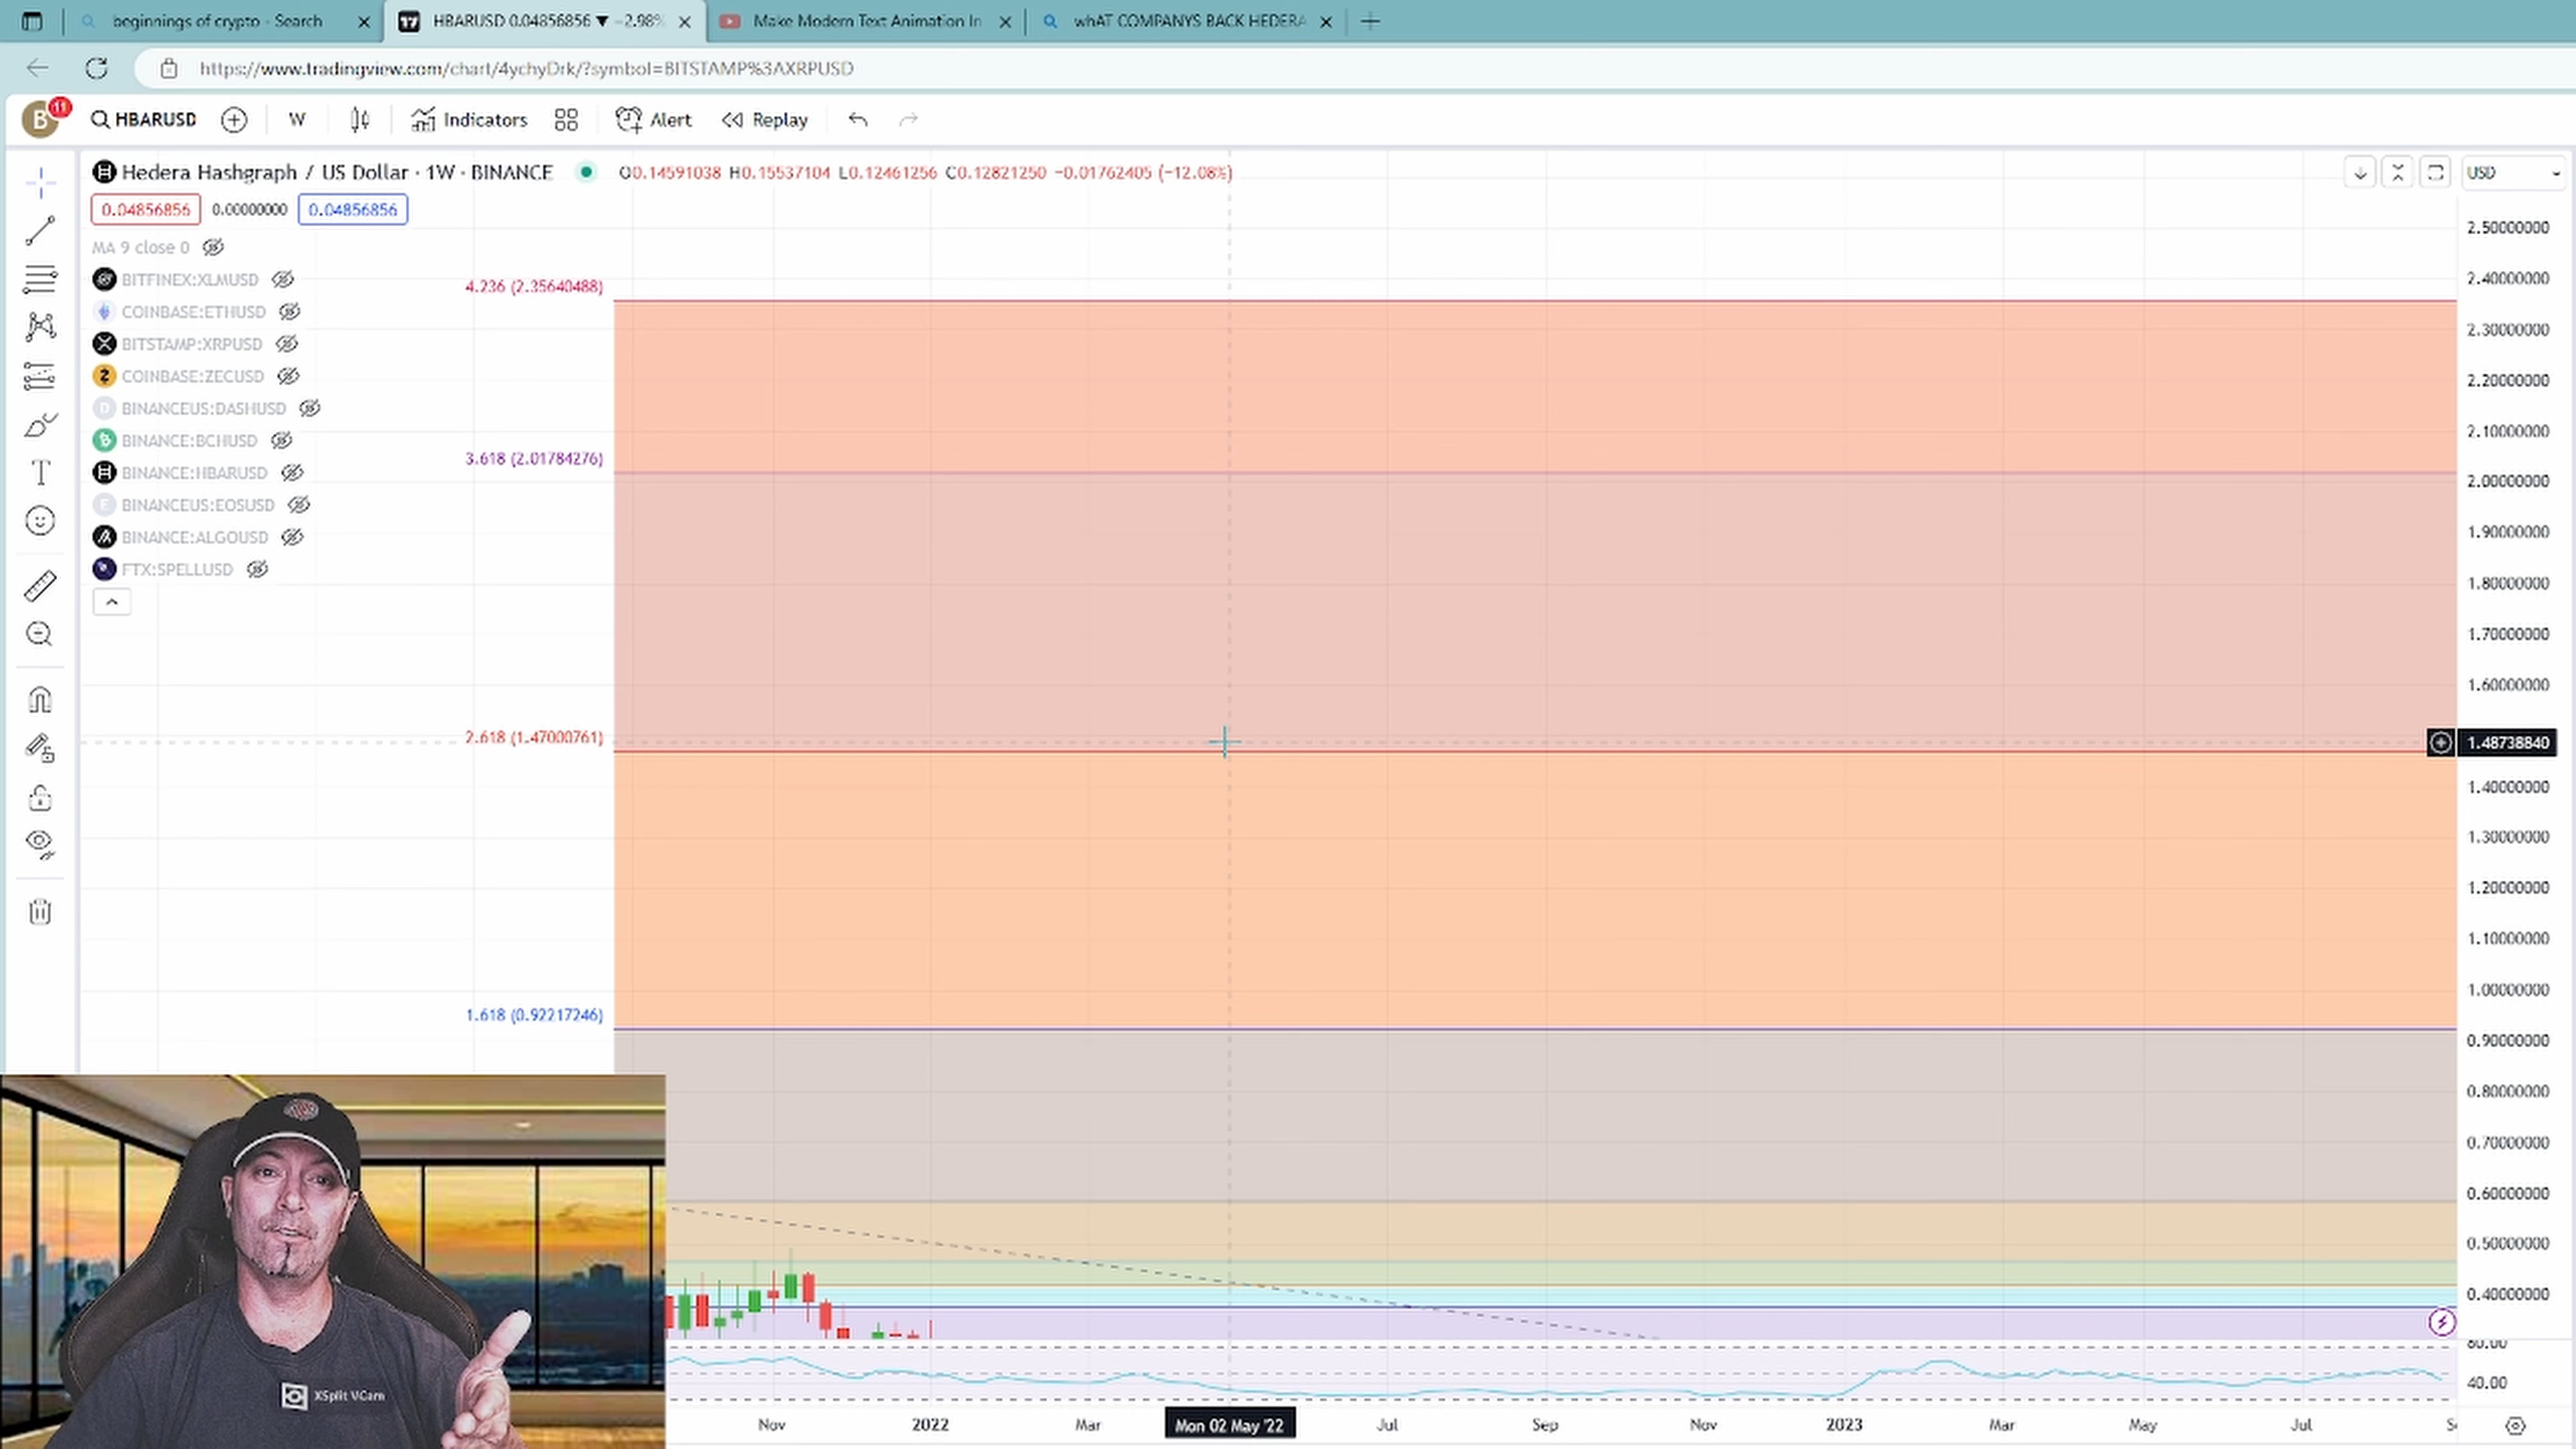 beginnings of crypto - Search
HBARUSD 0.04856856 ▼ −2.98%
Make Modern Text Animation In
whAT COMPANYS BACK HEDERA
https://www.tradingview.com/chart/4ychyDrk/?symbol=BITSTAMP%3AXRPUSD
B 11 HBARUSD W Indicators Alert Replay
Hedera Hashgraph / US Dollar · 1W · BINANCE O0.14591038 H0.15537104 L0.12461256 C0.12821250 −0.01762405 (−12.08%)
USD
0.04856856 0.00000000 0.04856856
MA 9 close 0
BITFINEX:XLMUSD
COINBASE:ETHUSD
BITSTAMP:XRPUSD
COINBASE:ZECUSD
BINANCEUS:DASHUSD
BINANCE:BCHUSD
BINANCE:HBARUSD
BINANCEUS:EOSUSD
BINANCE:ALGOUSD
FTX:SPELLUSD
4.236 (2.35640488)
3.618 (2.01784276)
2.618 (1.47000761)
1.618 (0.92217246)
2.50000000
2.40000000
2.30000000
2.20000000
2.10000000
2.00000000
1.90000000
1.80000000
1.70000000
1.60000000
1.48738840
1.40000000
1.30000000
1.20000000
1.10000000
1.00000000
0.90000000
0.80000000
0.70000000
0.60000000
0.50000000
0.40000000
80.00
40.00
XSplit VCam
Nov 2022 Mar Mon 02 May '22 Jul Sep Nov 2023 Mar May Jul